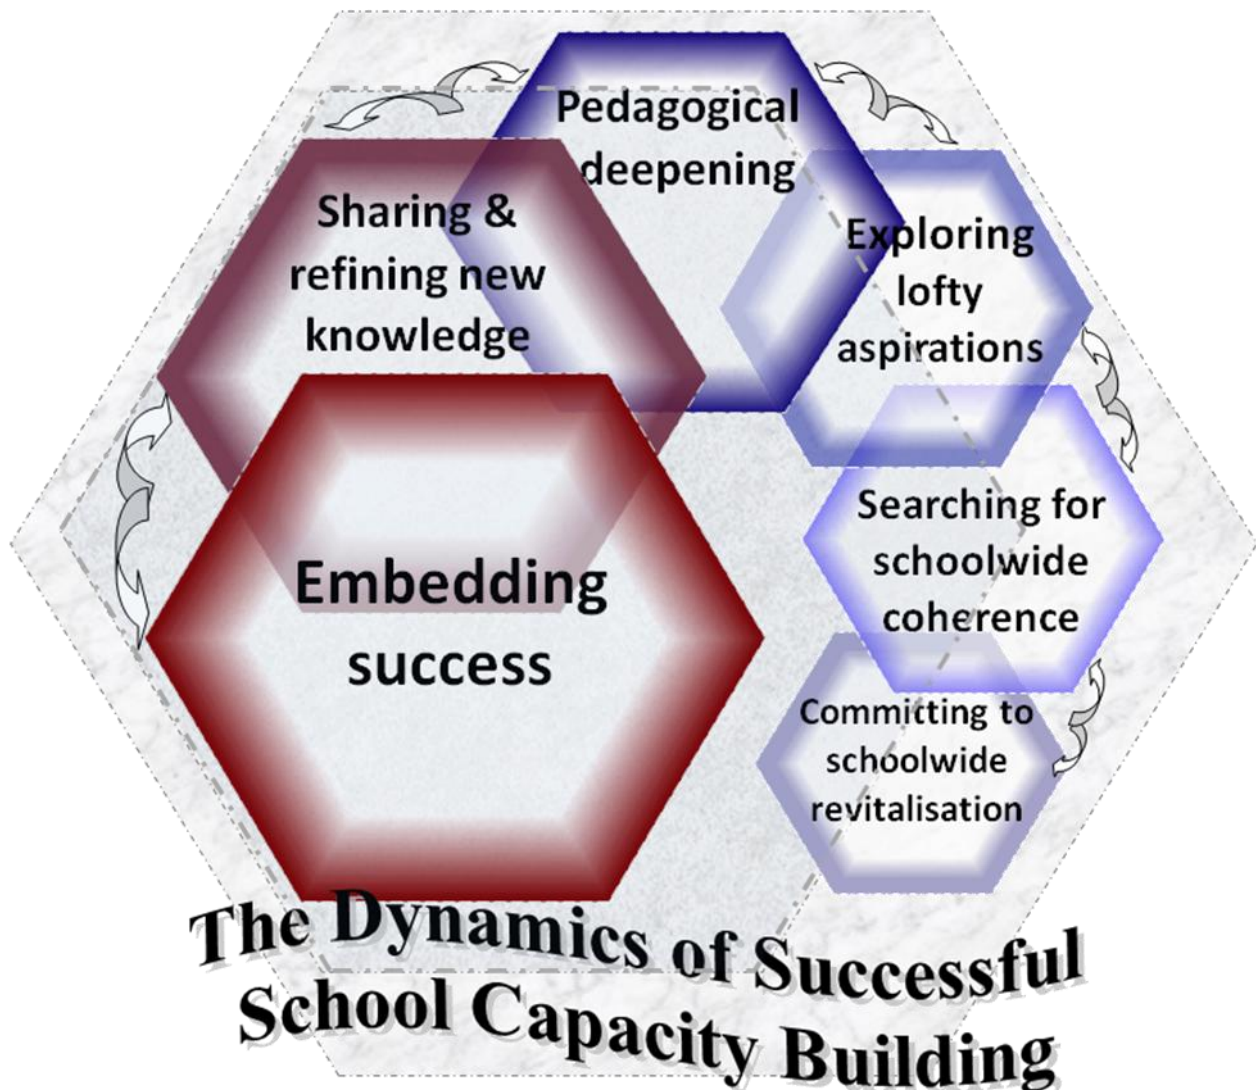 Pedagogical
deepening
Sharing &
refining new
knowledge
Exploring
lofty
aspirations
Searching for
schoolwide
coherence
Embedding
success
Committing to
schoolwide
revitalisation
The Dynamics of Successful
School Capacity Building